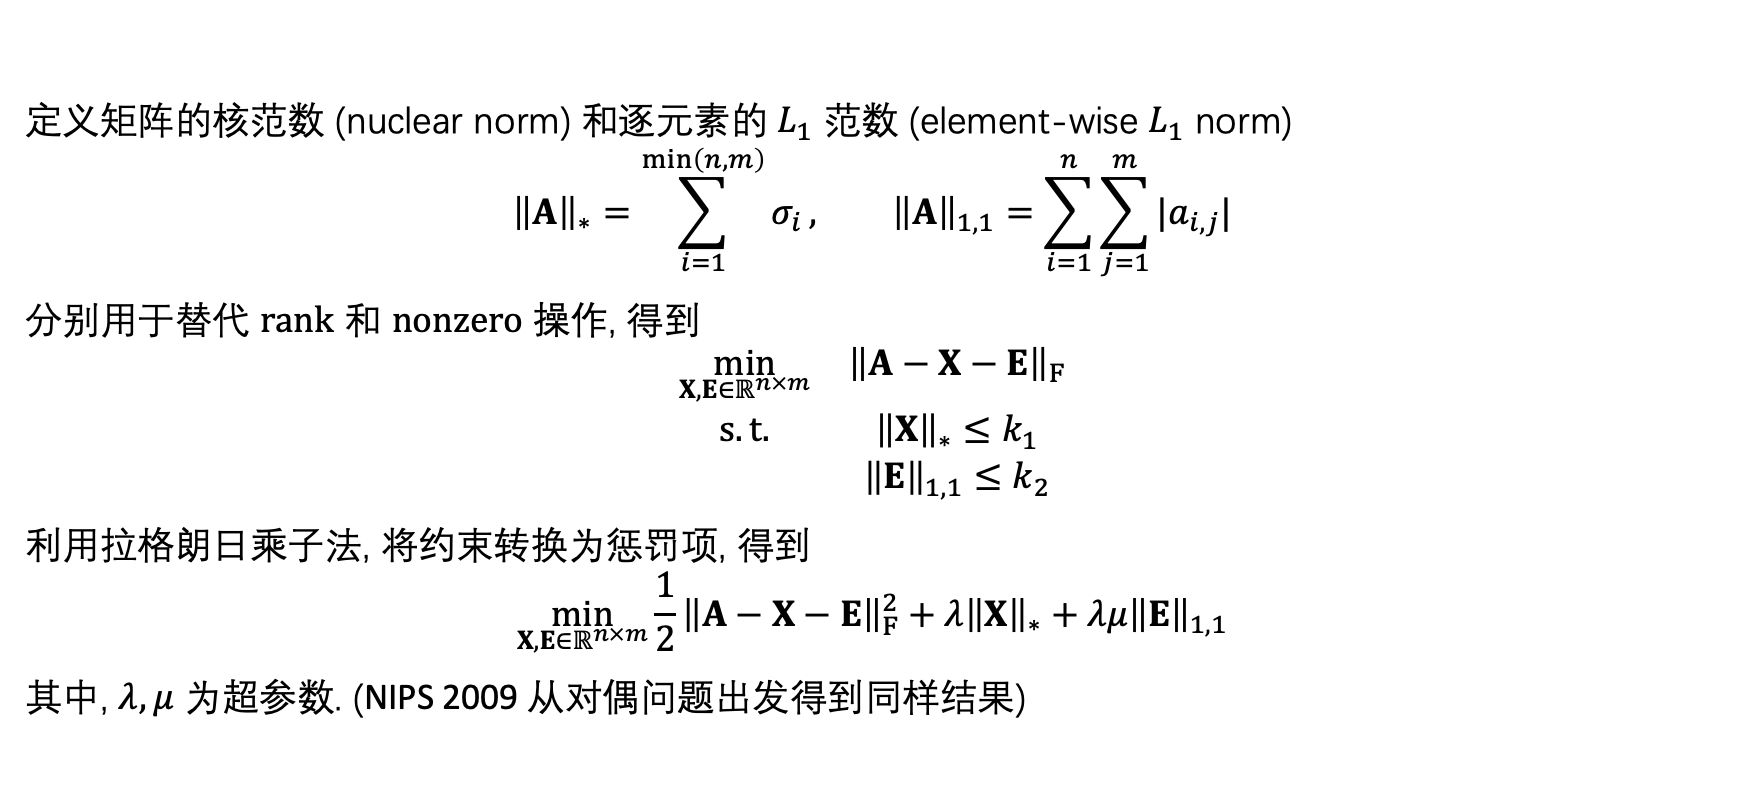 定义矩阵的核范数 (nuclear norm) 和逐元素的 L₁ 范数 (element-wise L₁ norm)
‖𝐀‖_* = ∑_{i=1}^{min(n,m)} σ_i , ‖𝐀‖_{1,1} = ∑_{i=1}^{n} ∑_{j=1}^{m} |a_{i,j}|
分别用于替代 rank 和 nonzero 操作, 得到
min_{𝐗,𝐄∈ℝ^{n×m}} ‖𝐀 − 𝐗 − 𝐄‖_F
s. t. ‖𝐗‖_* ≤ k₁
‖𝐄‖_{1,1} ≤ k₂
利用拉格朗日乘子法, 将约束转换为惩罚项, 得到
min_{𝐗,𝐄∈ℝ^{n×m}} \frac{1}{2} ‖𝐀 − 𝐗 − 𝐄‖_F^2 + λ‖𝐗‖_* + λμ‖𝐄‖_{1,1}
其中, λ, μ 为超参数. (NIPS 2009 从对偶问题出发得到同样结果)